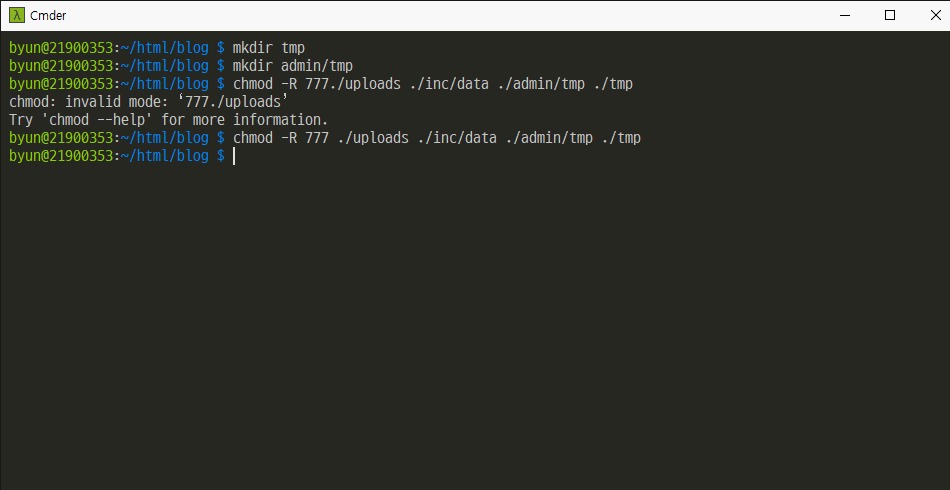 λ Cmder
byun@21900353:~/html/blog $ mkdir tmp
byun@21900353:~/html/blog $ mkdir admin/tmp
byun@21900353:~/html/blog $ chmod -R 777./uploads ./inc/data ./admin/tmp ./tmp
chmod: invalid mode: ‘777./uploads’
Try 'chmod --help' for more information.
byun@21900353:~/html/blog $ chmod -R 777 ./uploads ./inc/data ./admin/tmp ./tmp
byun@21900353:~/html/blog $